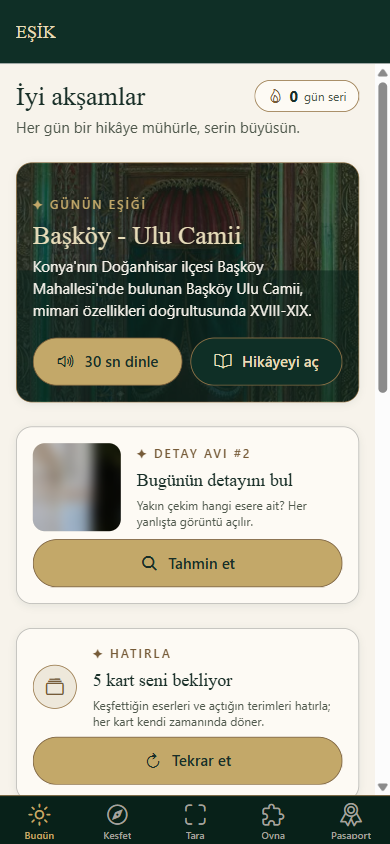 EŞİK
İyi akşamlar
0 gün seri
Her gün bir hikâye mühürle, serin büyüsün.
GÜNÜN EŞİĞİ
Başköy - Ulu Camii
Konya'nın Doğanhisar ilçesi Başköy
Mahallesi'nde bulunan Başköy Ulu Camii,
mimari özellikleri doğrultusunda XVIII-XIX.
30 sn dinle
Hikâyeyi aç
DETAY AVI #2
Bugünün detayını bul
Yakın çekim hangi esere ait? Her
yanlışta görüntü açılır.
Tahmin et
HATIRLA
5 kart seni bekliyor
Keşfettiğin eserleri ve açtığın terimleri hatırla;
her kart kendi zamanında döner.
Tekrar et
Bugün
Keşfet
Tara
Oyna
Pasaport